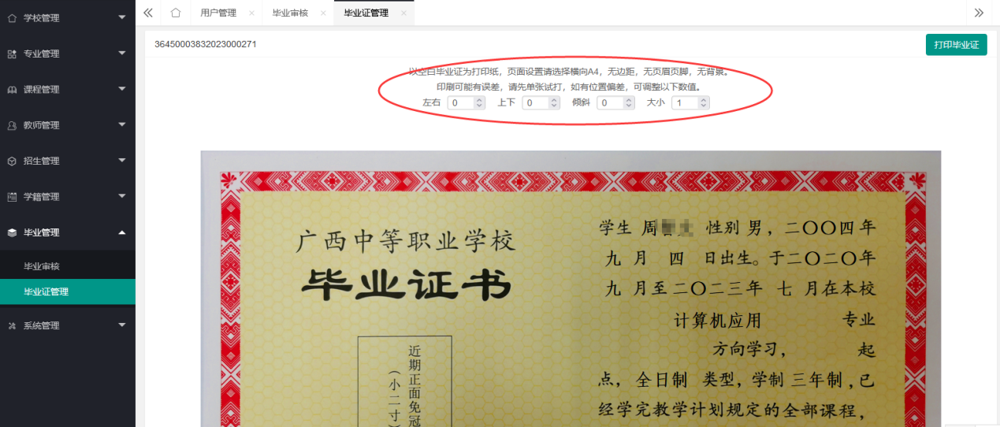 学校管理
专业管理
课程管理
教师管理
招生管理
学籍管理
毕业管理
毕业审核
毕业证管理
系统管理
用户管理 × 毕业审核 × 毕业证管理 ×
36450003832023000271
打印毕业证
以空白毕业证为打印纸，页面设置请选择横向A4，无边距，无页眉页脚，无背景。
印刷可能有误差，请先单张试打，如有位置偏差，可调整以下数值。
左右 0 上下 0 倾斜 0 大小 1
广西中等职业学校
毕业证书
近期正面免冠
（小二寸）
学生 周 性别 男，二〇〇四年
九 月 四 日出生。于二〇二〇年
九 月至二〇二三年 七 月在本校
计算机应用 专业
方向学习， 起
点， 全日制 类型，学制 三年制，已
经学完教学计划规定的全部课程，